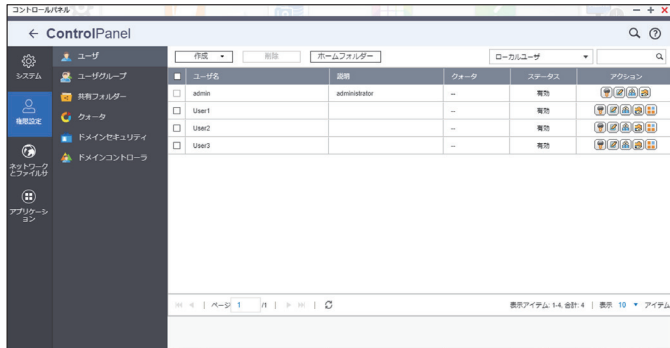 コントロールパネル
ControlPanel
システム
権限設定
ネットワーク
とファイルサ
アプリケーシ
ョン
ユーザ
ユーザグループ
共有フォルダー
クォータ
ドメインセキュリティ
ドメインコントローラ
作成 削除 ホームフォルダー ローカルユーザ
ユーザ名 説明 クォータ ステータス アクション
admin administrator -- 有効
User1 -- 有効
User2 -- 有効
User3 -- 有効
ページ 1 /1 表示アイテム: 1-4, 合計: 4 | 表示 10 アイテム